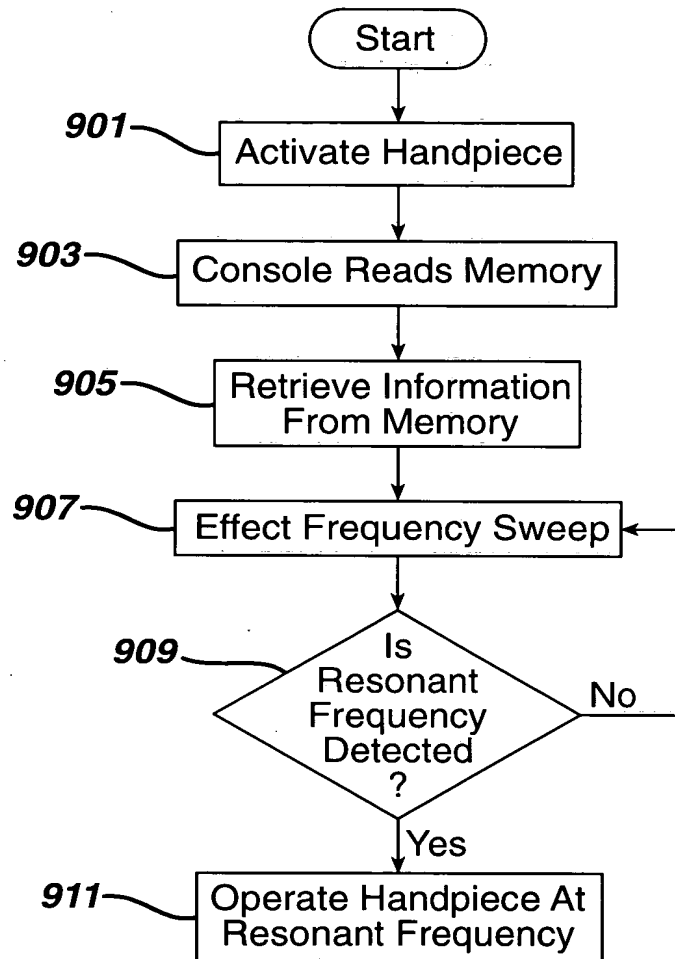 Start
901
Activate Handpiece
903
Console Reads Memory
905
Retrieve Information
From Memory
907
Effect Frequency Sweep
909
Is
Resonant
Frequency
Detected
?
No
Yes
911
Operate Handpiece At
Resonant Frequency